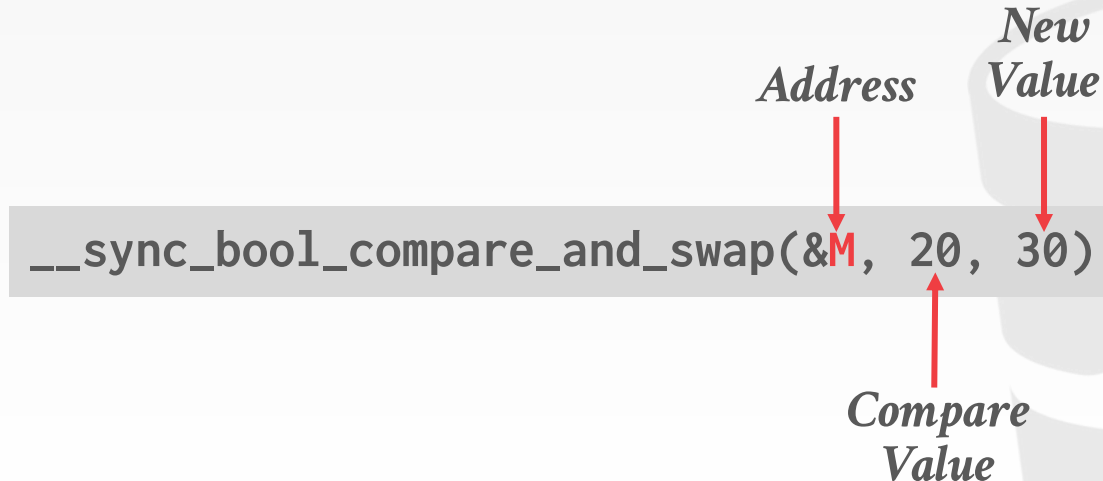 New
Value
Address
__sync_bool_compare_and_swap(&M, 20, 30)
Compare
Value